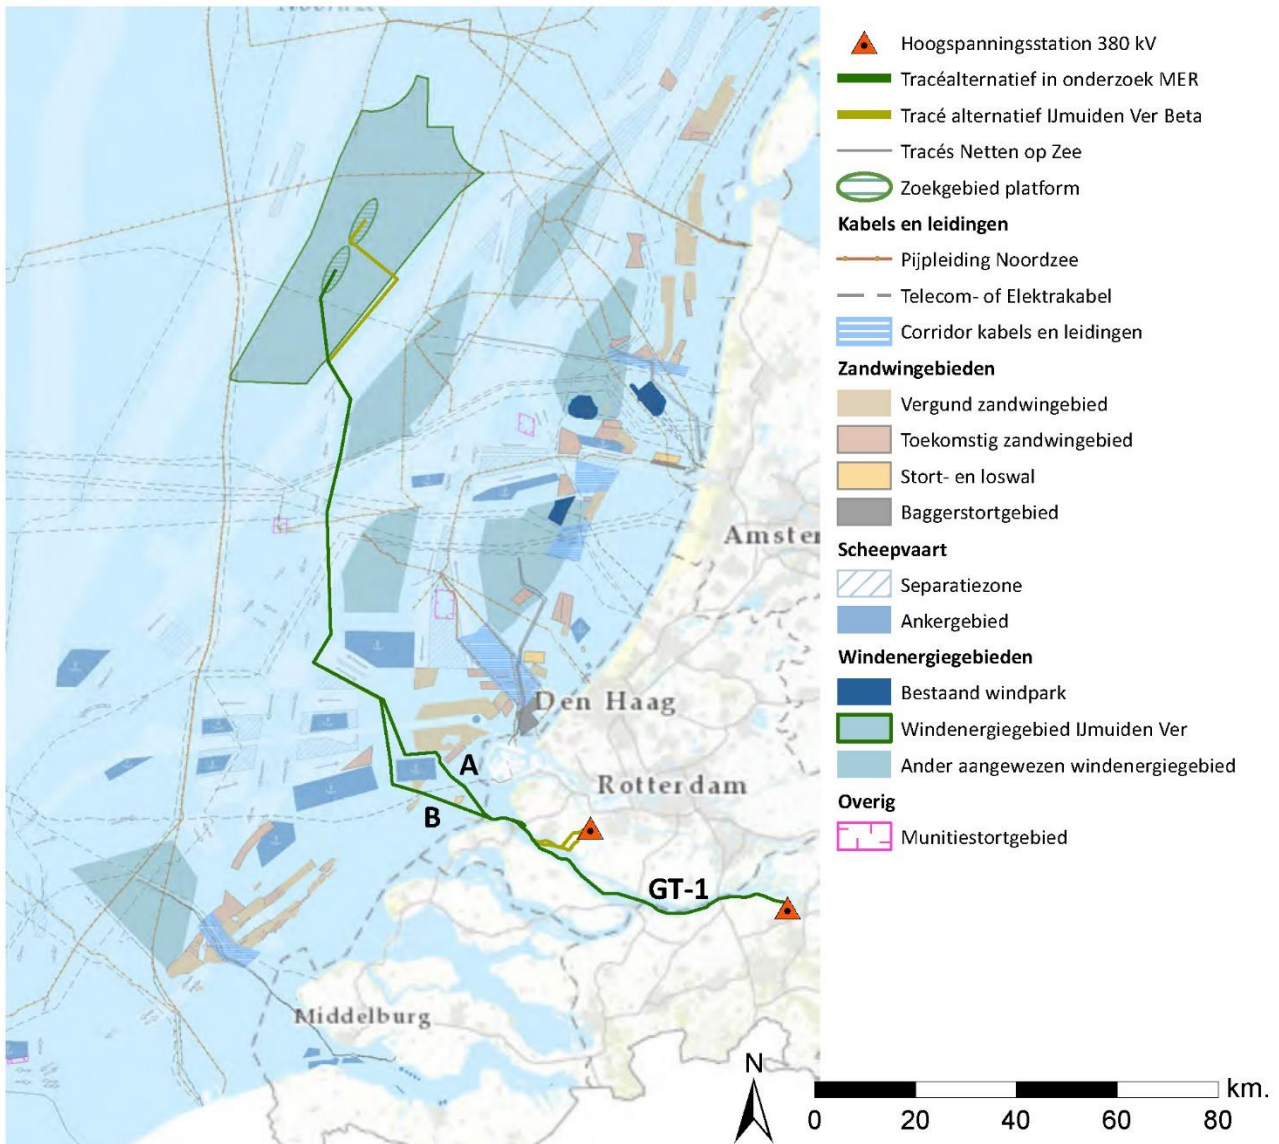 Noordzee
Amster
Den Haag
Rotterdam
A
B
GT-1
Middelburg
Hoogspanningsstation 380 kV
Tracéalternatief in onderzoek MER
Tracé alternatief IJmuiden Ver Beta
Tracés Netten op Zee
Zoekgebied platform
Kabels en leidingen
Pijpleiding Noordzee
Telecom- of Elektrakabel
Corridor kabels en leidingen
Zandwingebieden
Vergund zandwingebied
Toekomstig zandwingebied
Stort- en loswal
Baggerstortgebied
Scheepvaart
Separatiezone
Ankergebied
Windenergiegebieden
Bestaand windpark
Windenergiegebied IJmuiden Ver
Ander aangewezen windenergiegebied
Overig
Munitiestortgebied
N
km.
0 20 40 60 80